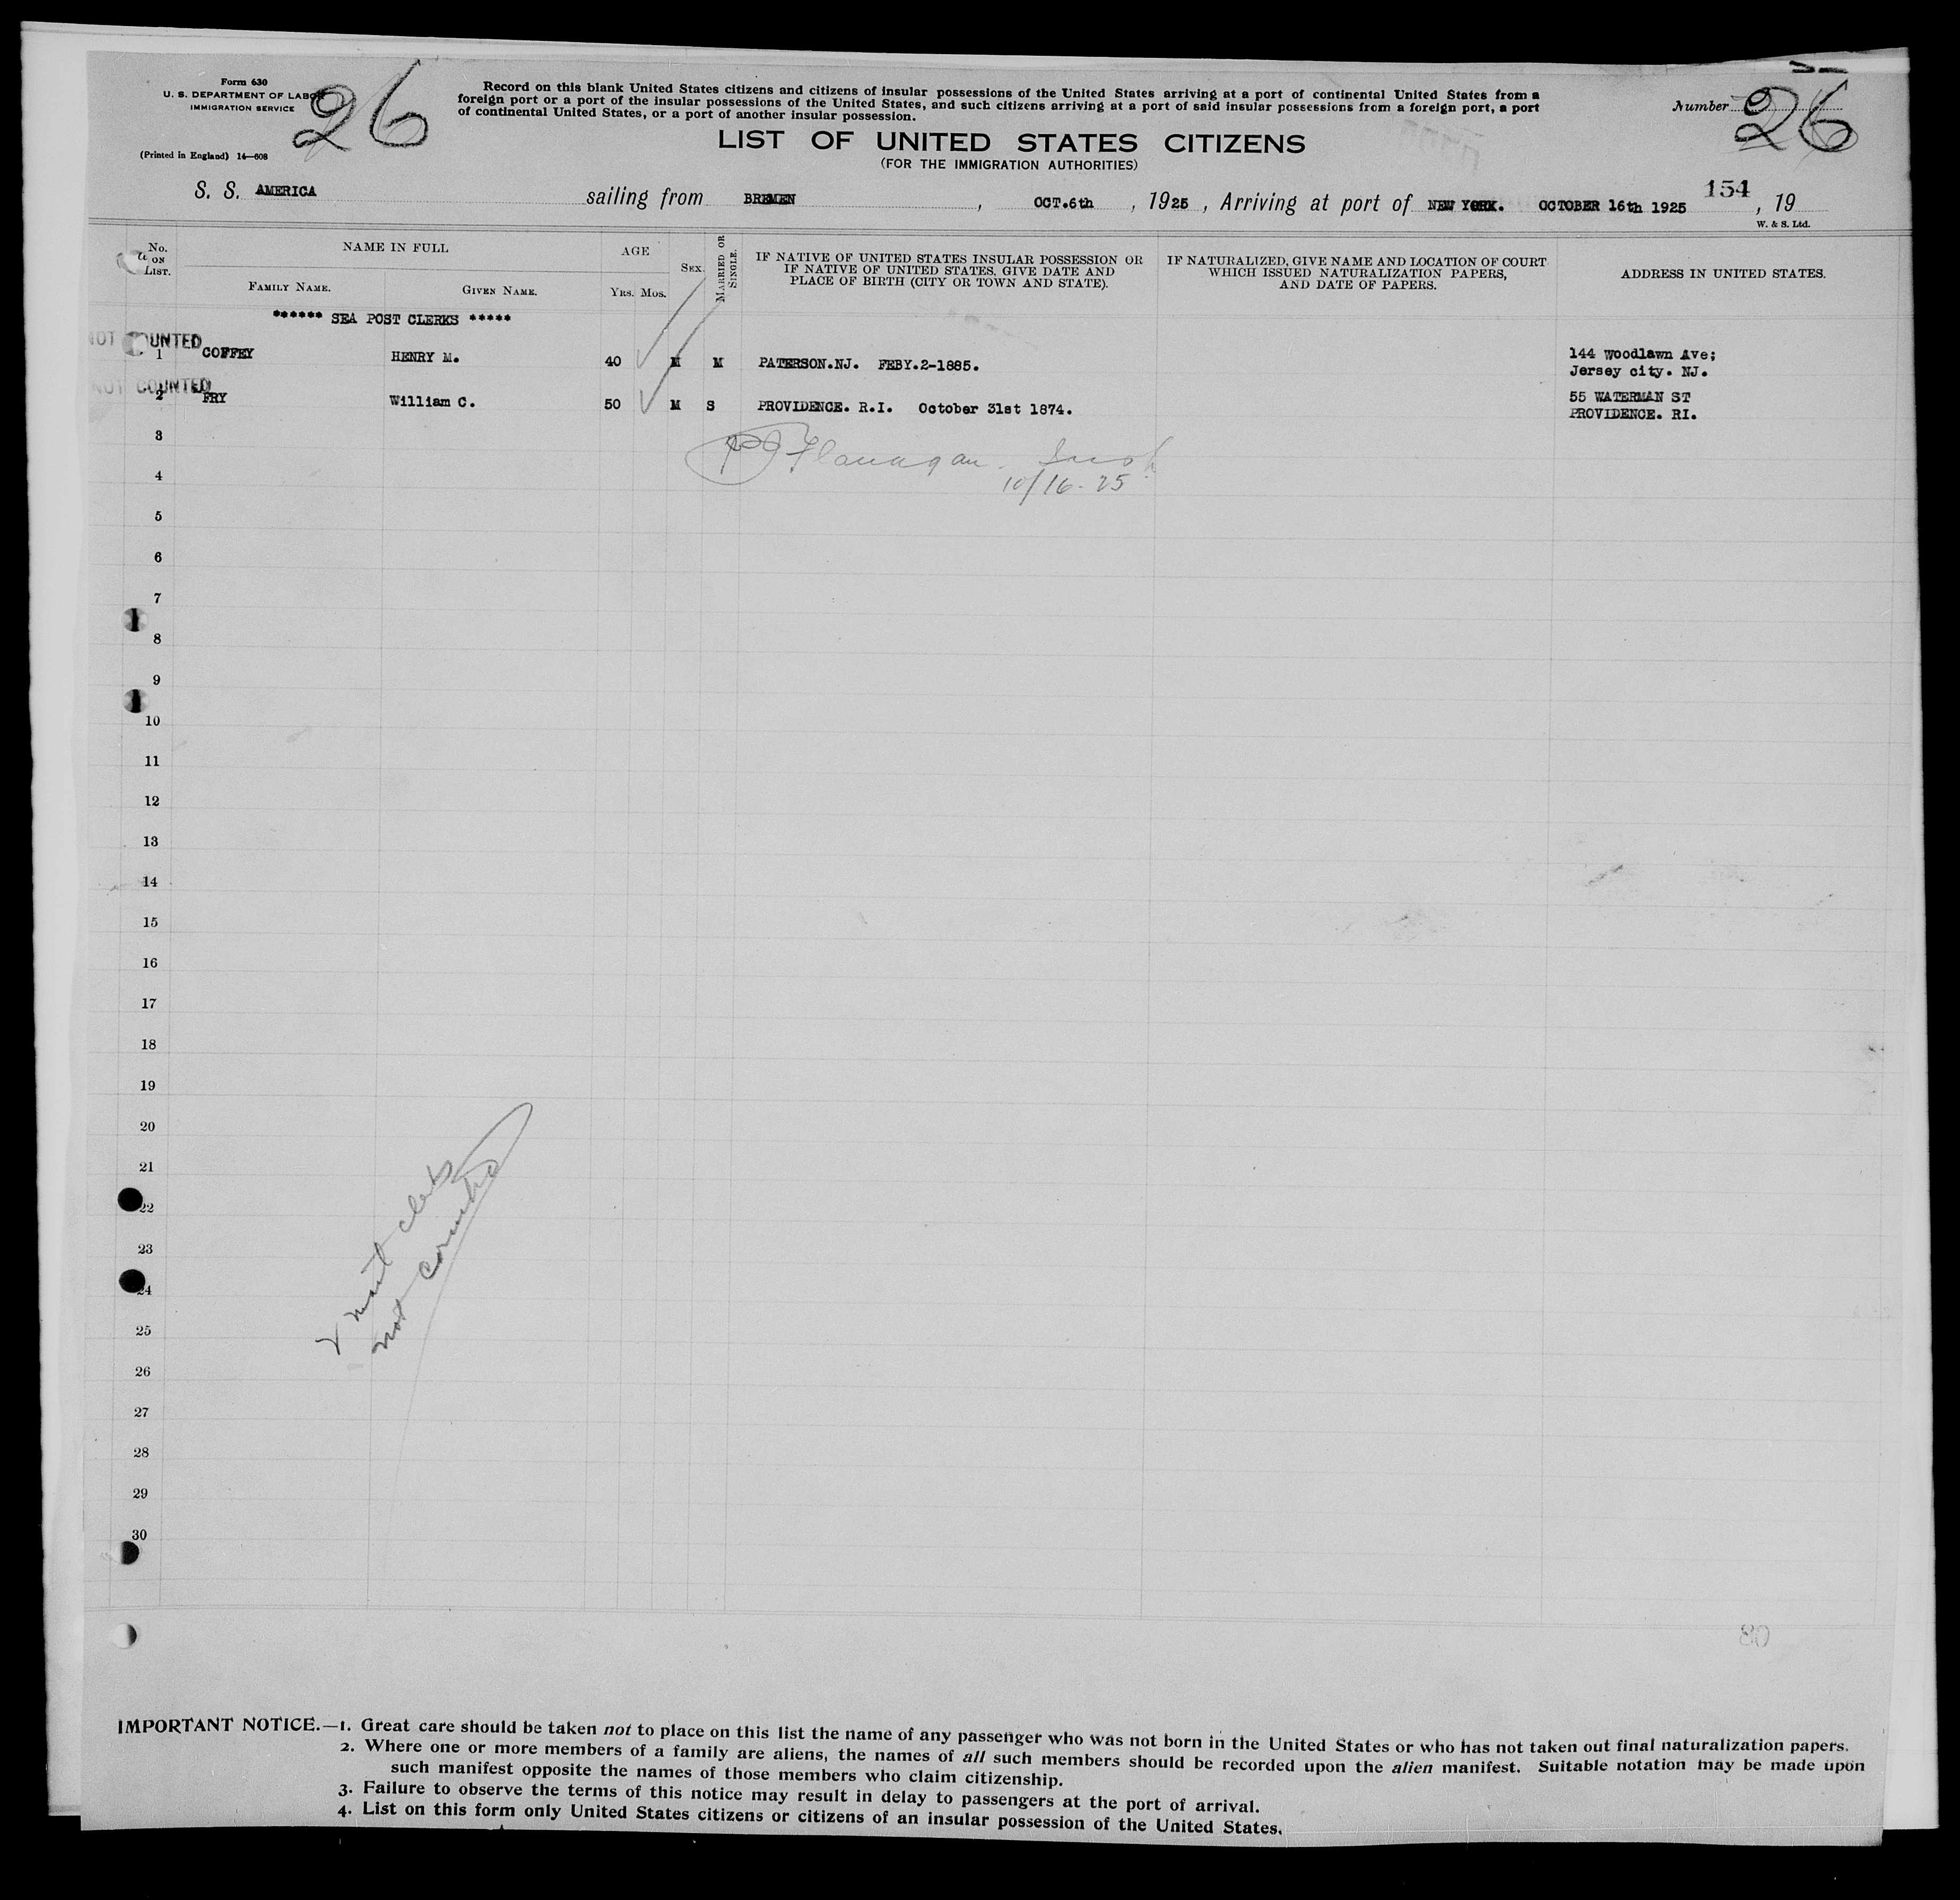 Form 630
U. S. DEPARTMENT OF LABOR
IMMIGRATION SERVICE
(Printed in England) 14—608
26
Record on this blank United States citizens and citizens of insular possessions of the United States arriving at a port of continental United States from a
foreign port or a port of the insular possessions of the United States, and such citizens arriving at a port of said insular possessions from a foreign port, a port
of continental United States, or a port of another insular possession.
Number 26
LIST OF UNITED STATES CITIZENS
(FOR THE IMMIGRATION AUTHORITIES)
154
S. S. AMERICA sailing from BREMEN, OCT.6th, 1925, Arriving at port of NEW YORK. OCTOBER 16th 1925, 19
W. & S. Ltd.
No. ON LIST.
NAME IN FULL
FAMILY NAME. GIVEN NAME.
AGE
YRS. MOS.
SEX.
MARRIED OR SINGLE.
IF NATIVE OF UNITED STATES INSULAR POSSESSION OR
IF NATIVE OF UNITED STATES, GIVE DATE AND
PLACE OF BIRTH (CITY OR TOWN AND STATE).
IF NATURALIZED, GIVE NAME AND LOCATION OF COURT
WHICH ISSUED NATURALIZATION PAPERS,
AND DATE OF PAPERS.
ADDRESS IN UNITED STATES.
****** SEA POST CLERKS *****
NOT COUNTED
1 COFFEY HENRY M. 40 M M PATERSON.NJ. FEBY.2-1885. 144 Woodlawn Ave;
Jersey city. NJ.
NOT COUNTED
2 FRY William C. 50 M S PROVIDENCE. R.I. October 31st 1874. 55 WATERMAN ST
PROVIDENCE. RI.
3
Flanagan
4
10/16-25
5
6
7
8
9
10
11
12
13
14
15
16
17
18
19
20
21
22
23
24
25
26
27
28
29
30
2 mail clerks
not counted
IMPORTANT NOTICE.—1. Great care should be taken not to place on this list the name of any passenger who was not born in the United States or who has not taken out final naturalization papers.
2. Where one or more members of a family are aliens, the names of all such members should be recorded upon the alien manifest. Suitable notation may be made upon
such manifest opposite the names of those members who claim citizenship.
3. Failure to observe the terms of this notice may result in delay to passengers at the port of arrival.
4. List on this form only United States citizens or citizens of an insular possession of the United States.